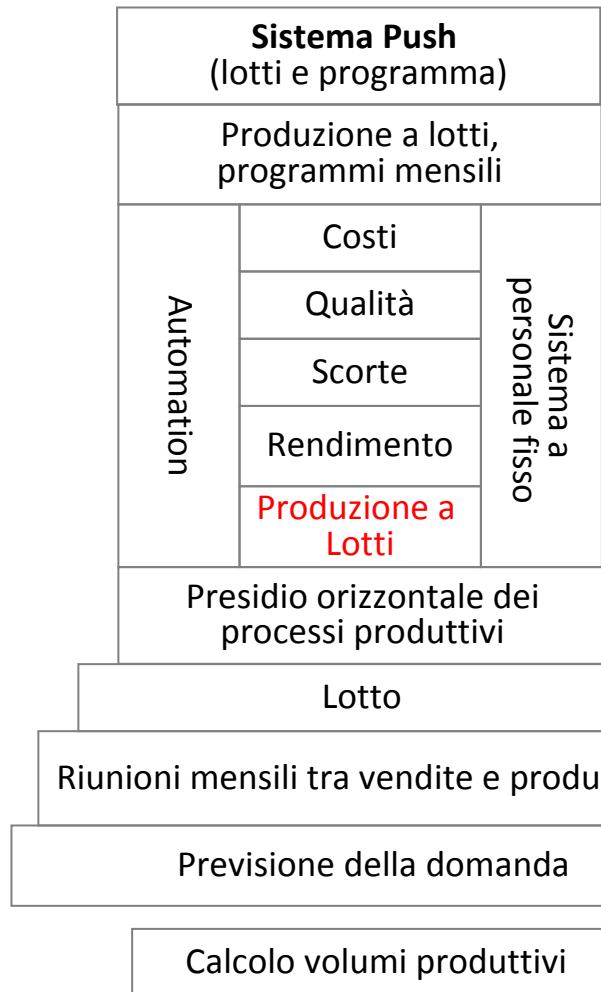 Sistema Push
(lotti e programma)
Produzione a lotti,
programmi mensili
Automation
Costi
Qualità
Scorte
Rendimento
Produzione a
Lotti
Sistema a
personale fisso
Presidio orizzontale dei
processi produttivi
Lotto
Riunioni mensili tra vendite e produ
Previsione della domanda
Calcolo volumi produttivi